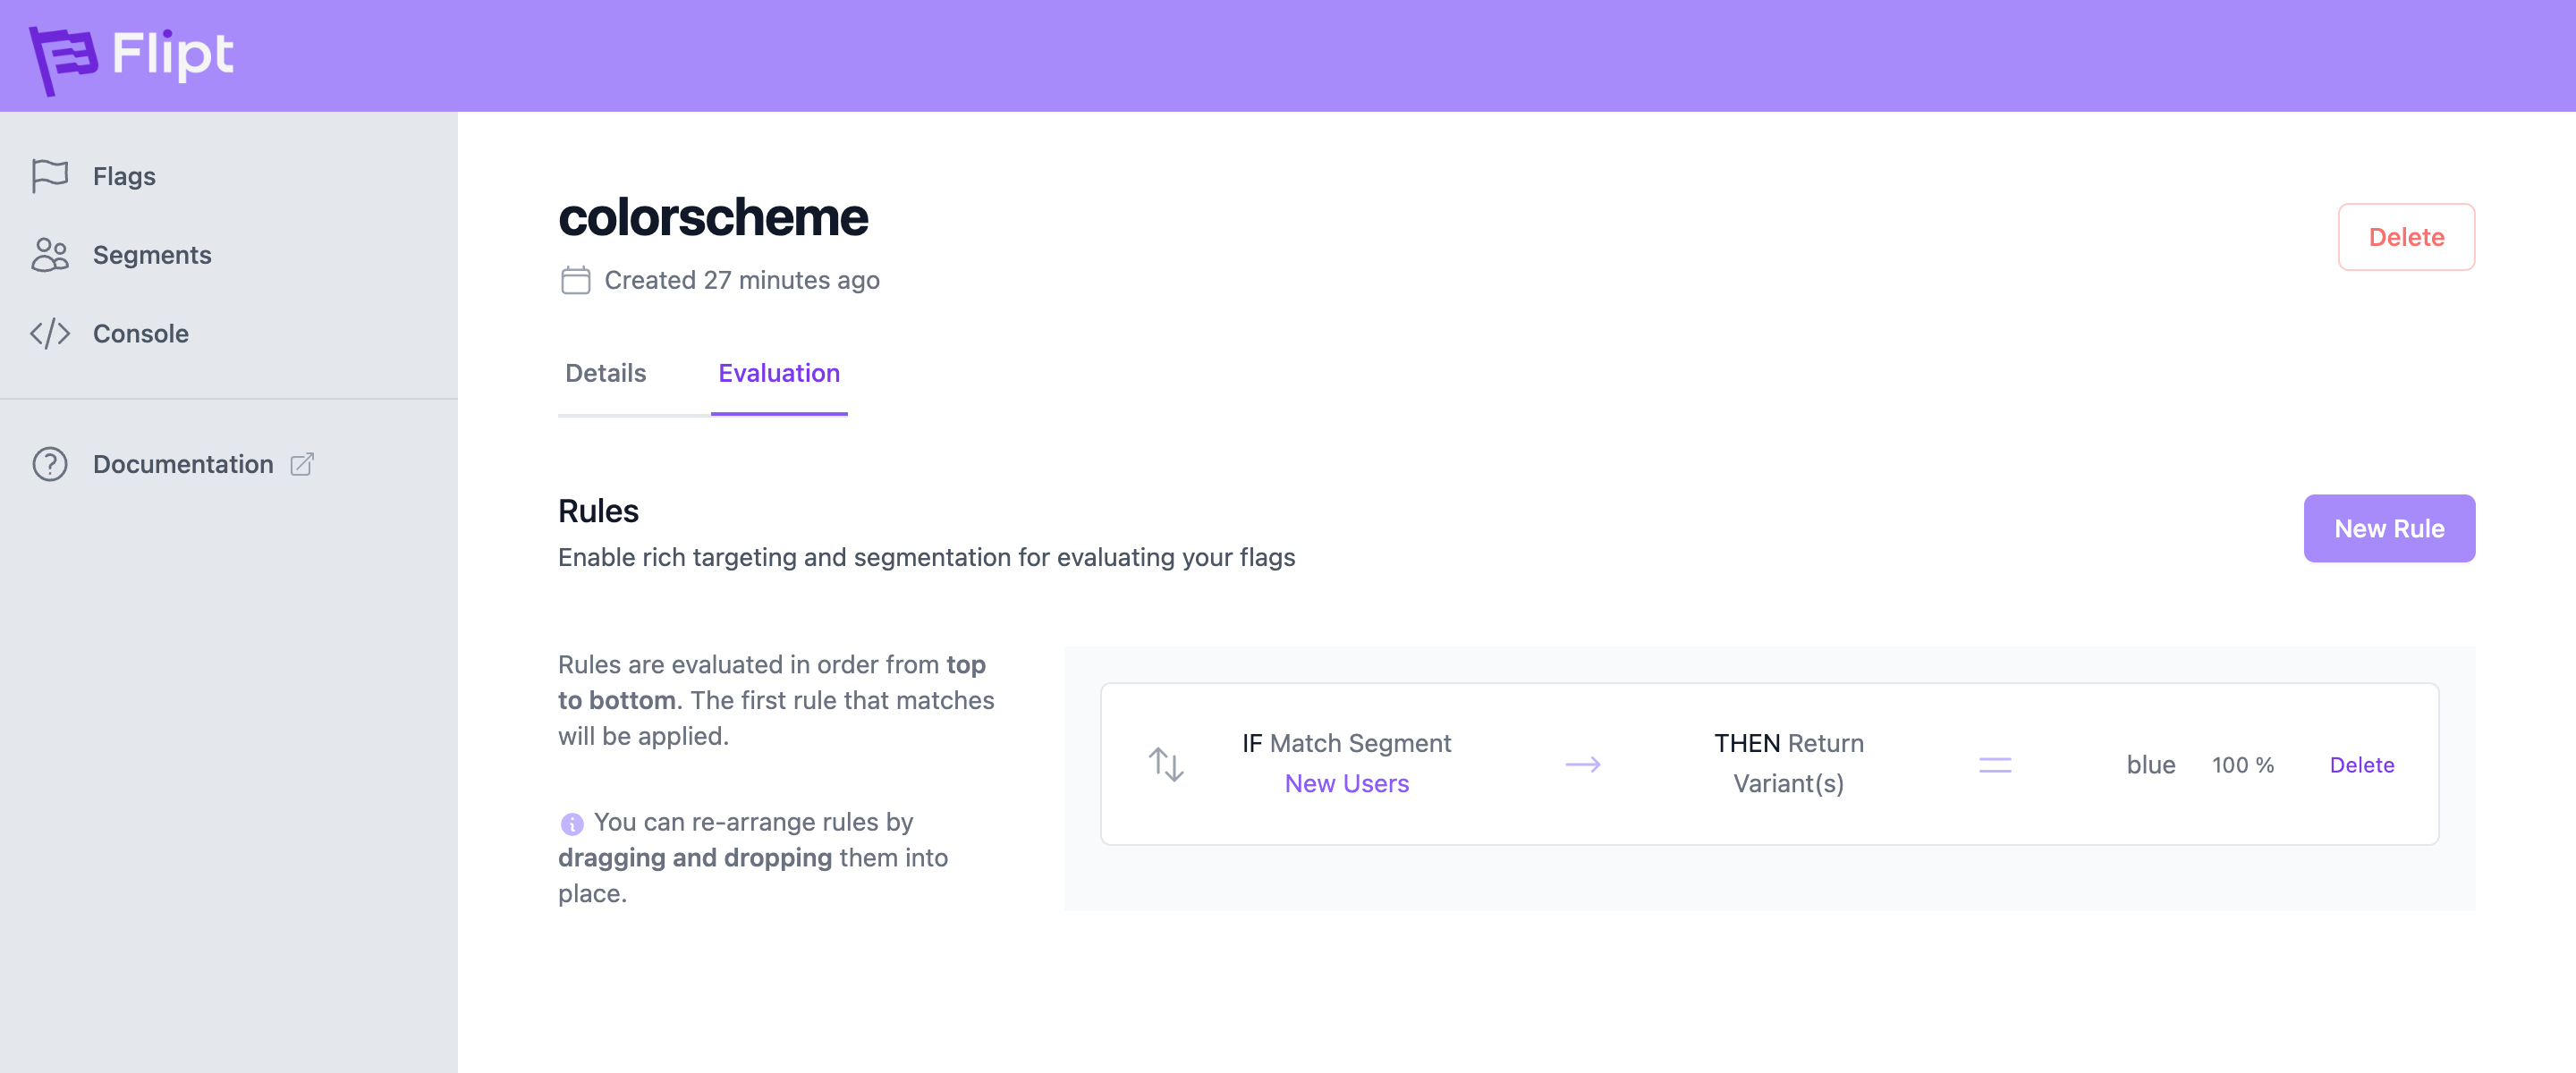 Flipt
Flags
Segments
Console
Documentation
colorscheme
Created 27 minutes ago
Delete
Details
Evaluation
Rules
Enable rich targeting and segmentation for evaluating your flags
New Rule
Rules are evaluated in order from top
to bottom. The first rule that matches
will be applied.
You can re-arrange rules by
dragging and dropping them into
place.
IF Match Segment
New Users
THEN Return
Variant(s)
blue
100 %
Delete